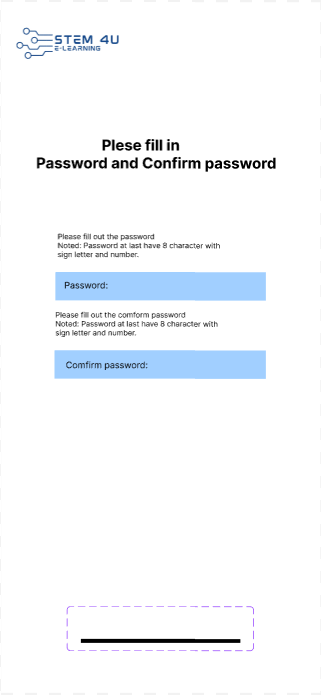 STEM 4U
E-LEARNING
Plese fill in
Password and Confirm password
Please fill out the password
Noted: Password at last have 8 character with
sign letter and number.
Password:
Please fill out the comform password
Noted: Password at last have 8 character with
sign letter and number.
Comfirm password: